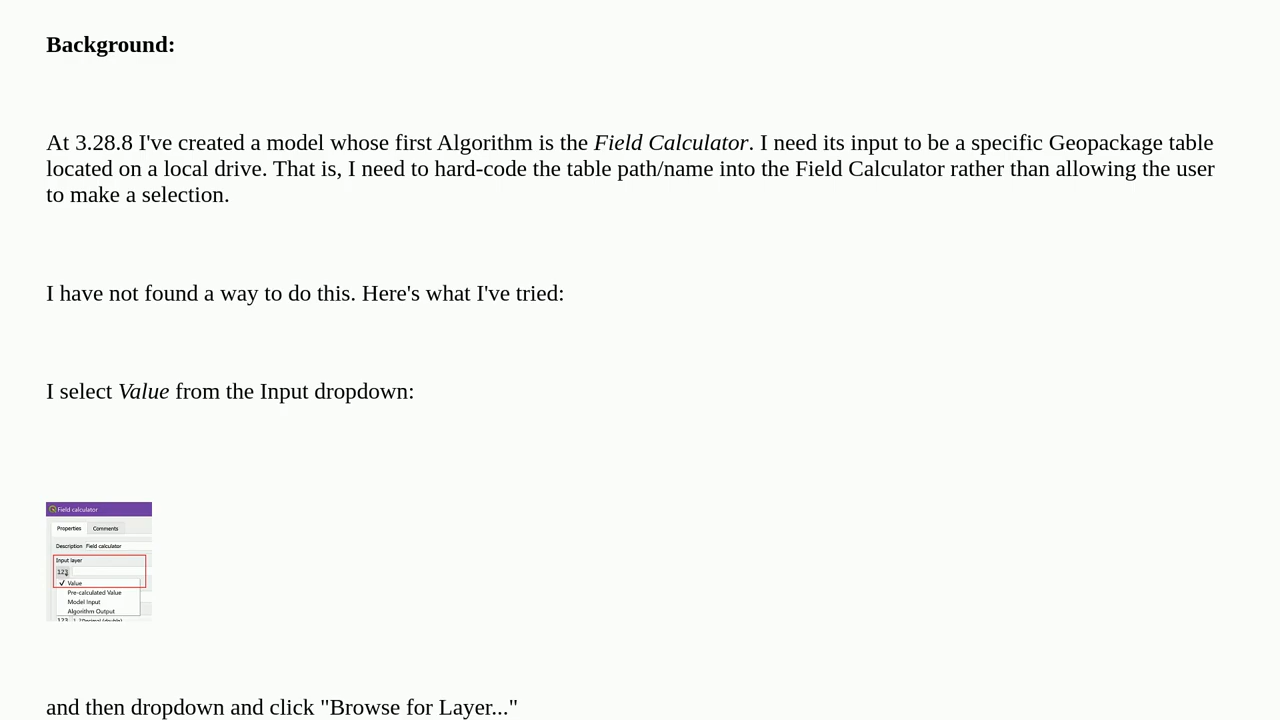 Background:
At 3.28.8 I've created a model whose first Algorithm is the Field Calculator. I need its input to be a specific Geopackage table
located on a local drive. That is, I need to hard-code the table path/name into the Field Calculator rather than allowing the user
to make a selection.
I have not found a way to do this. Here's what I've tried:
I select Value from the Input dropdown:
Field calculator
Properties Comments
Description Field calculator
Input layer
123
Value
Pre-calculated Value
Model Input
Algorithm Output
and then dropdown and click "Browse for Layer..."